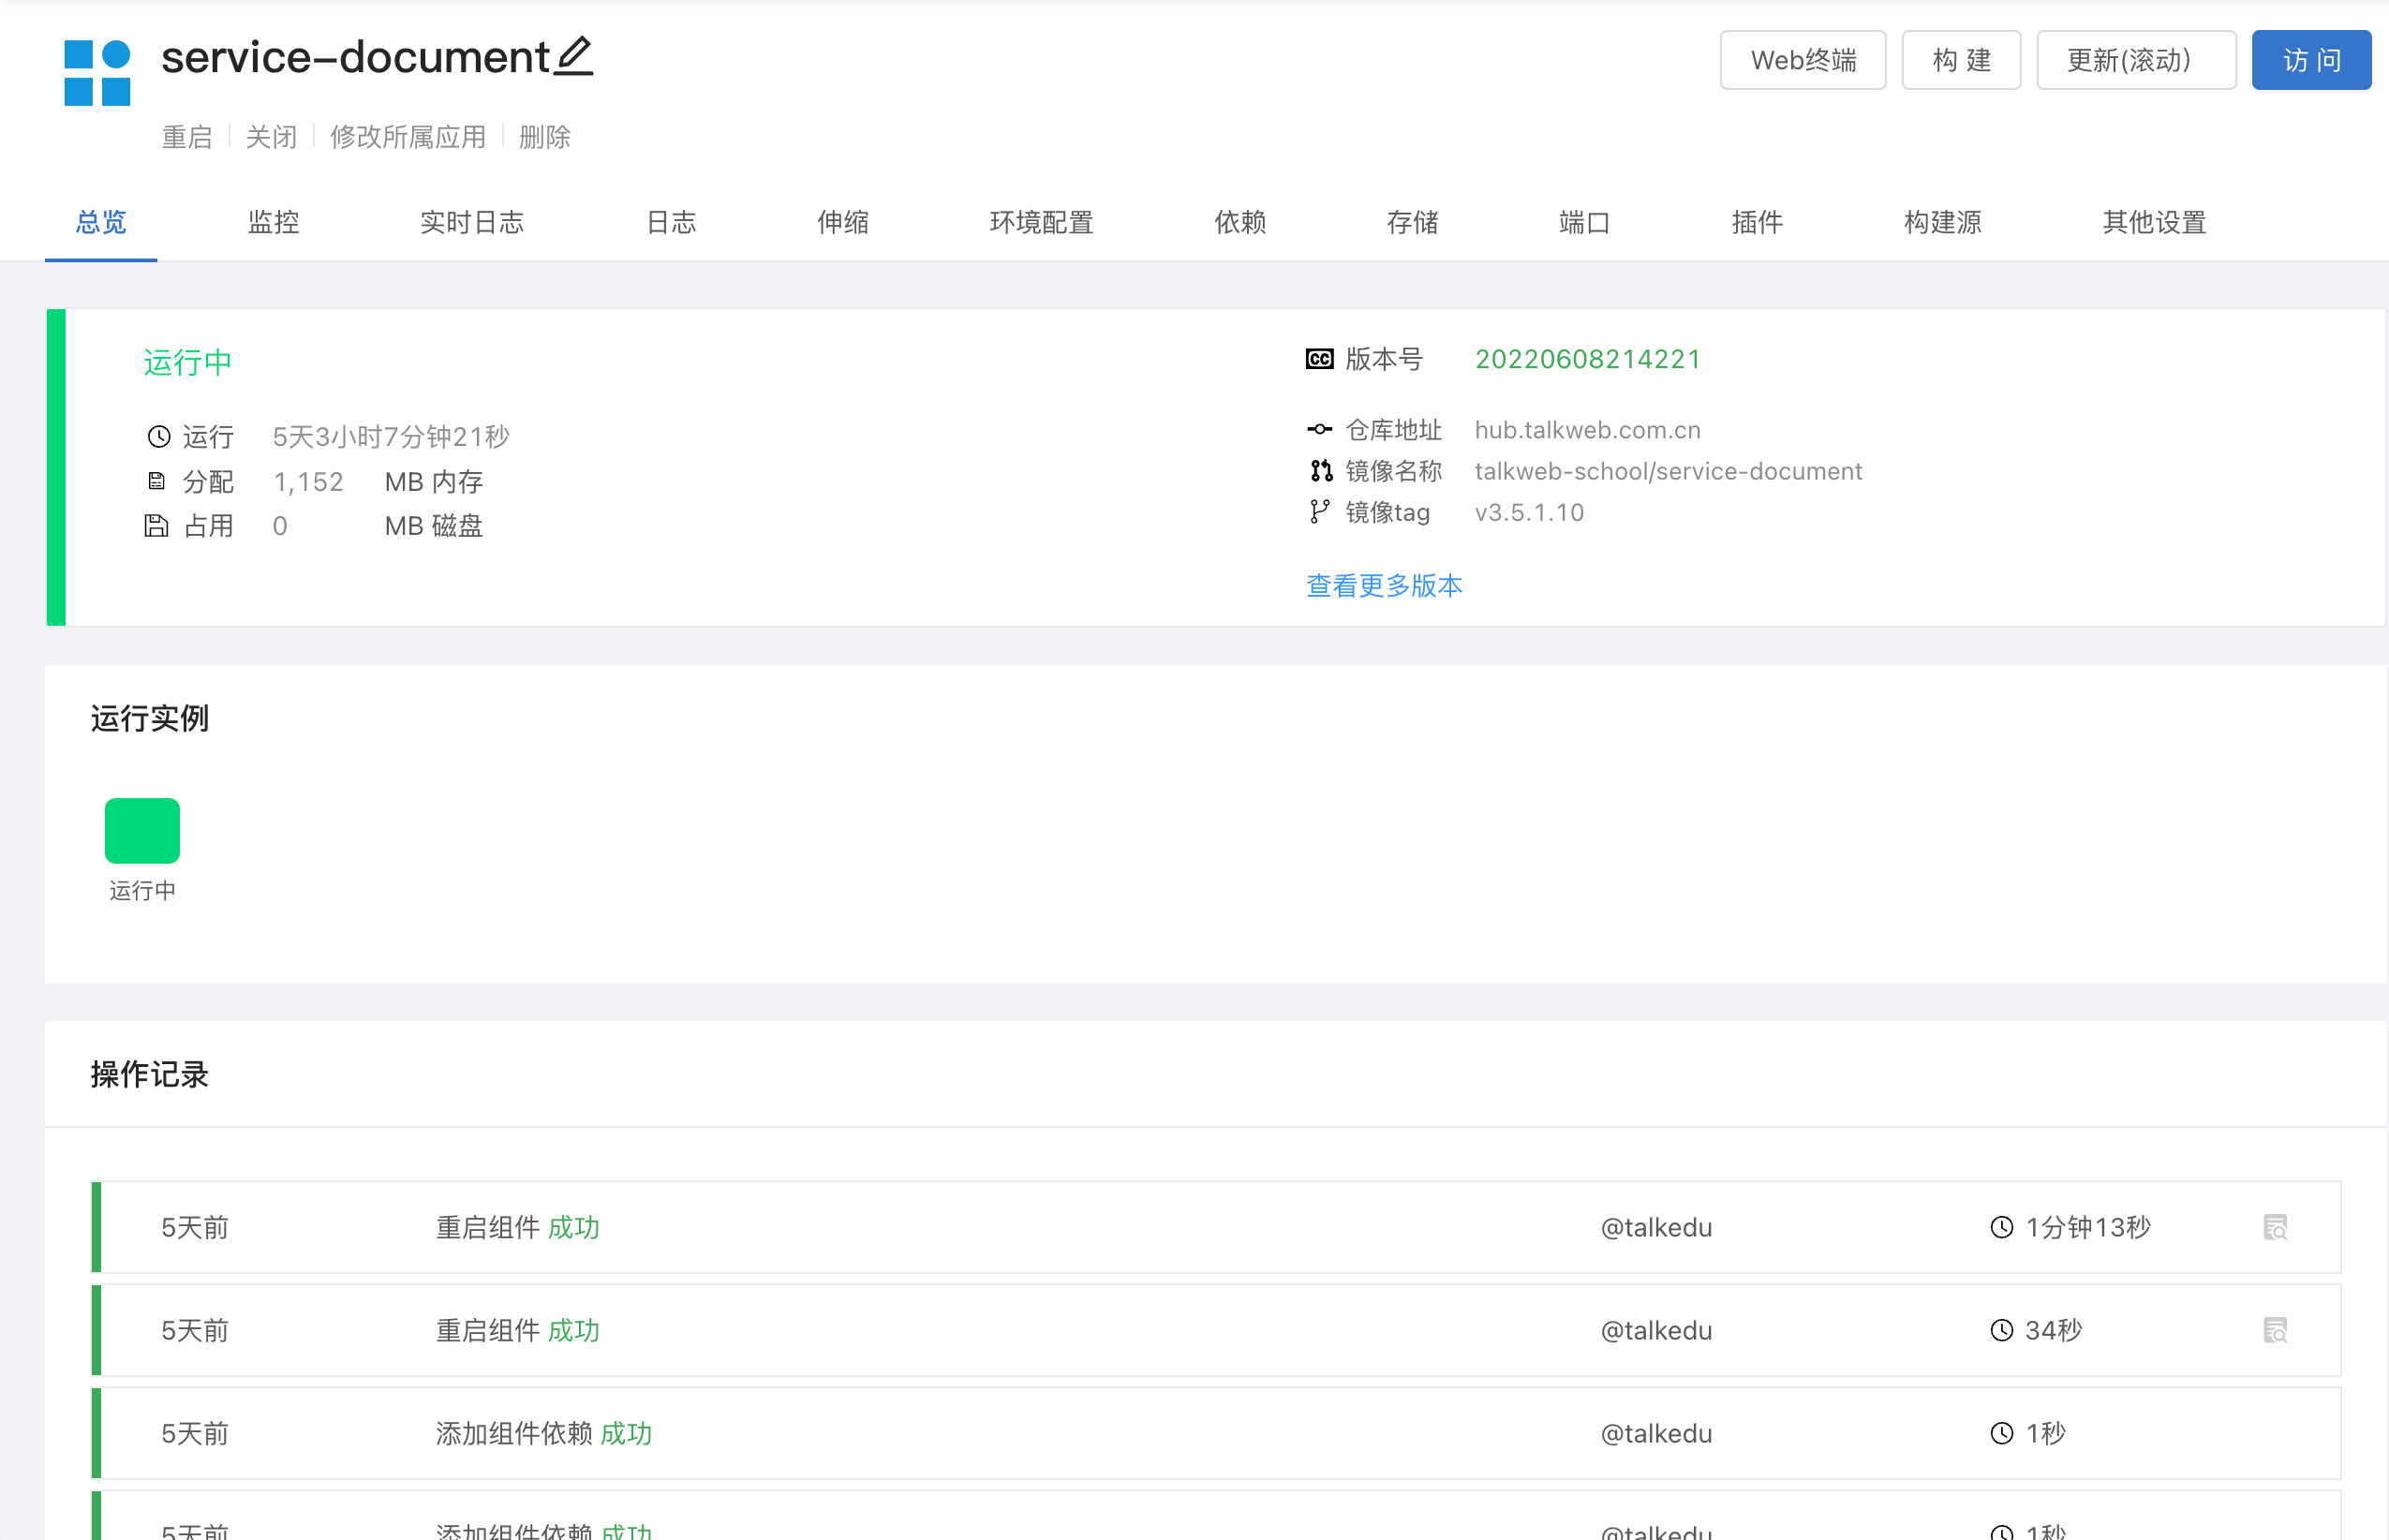 service-document
Web终端 构 建 更新(滚动) 访 问
重启 关闭 修改所属应用 删除
总览 监控 实时日志 日志 伸缩 环境配置 依赖 存储 端口 插件 构建源 其他设置
运行中
运行 5天3小时7分钟21秒
分配 1,152 MB 内存
占用 0 MB 磁盘
版本号 20220608214221
仓库地址 hub.talkweb.com.cn
镜像名称 talkweb-school/service-document
镜像tag v3.5.1.10
查看更多版本
运行实例
运行中
操作记录
5天前 重启组件 成功 @talkedu 1分钟13秒
5天前 重启组件 成功 @talkedu 34秒
5天前 添加组件依赖 成功 @talkedu 1秒
5天前 添加组件依赖 成功 @talkedu 1秒